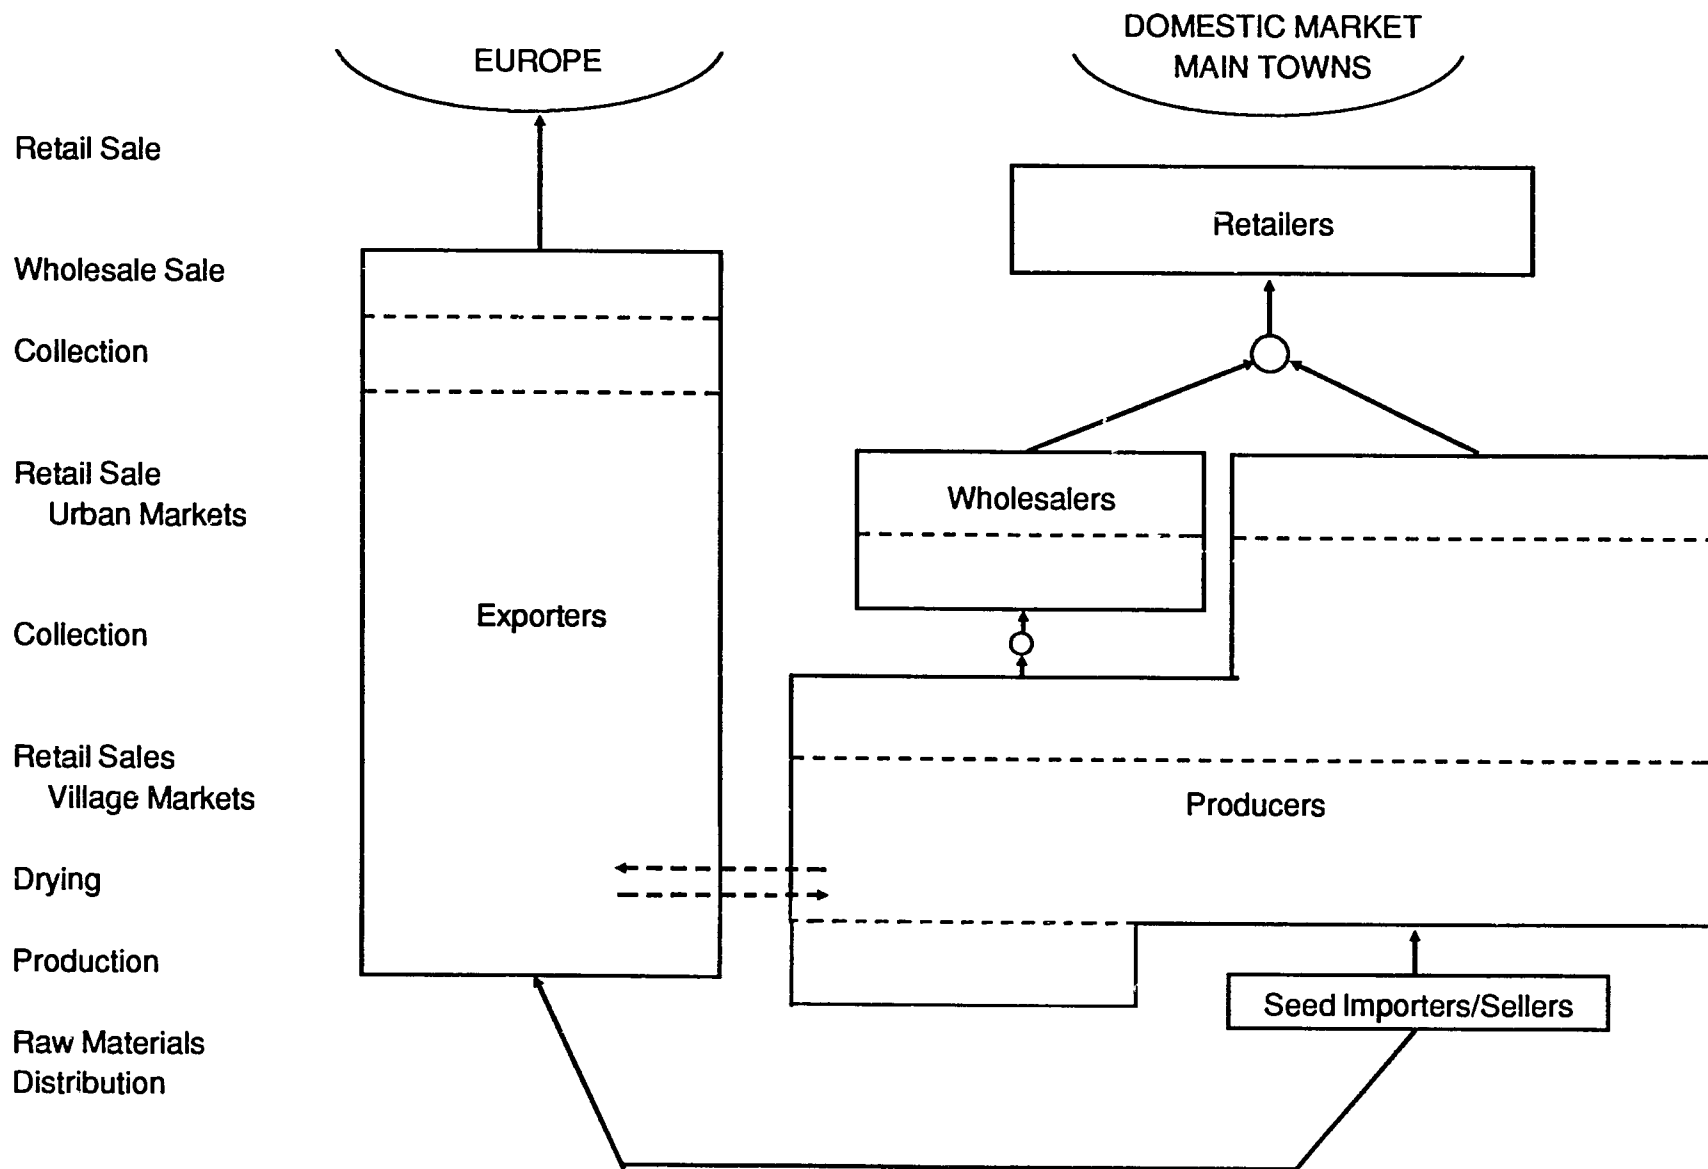 EUROPE
DOMESTIC MARKET
MAIN TOWNS
Retail Sale
Retailers
Wholesale Sale
Collection
Retail Sale
Urban Markets
Wholesalers
Exporters
Collection
Retail Sales
Village Markets
Producers
Drying
Production
Seed Importers/Sellers
Raw Materials
Distribution